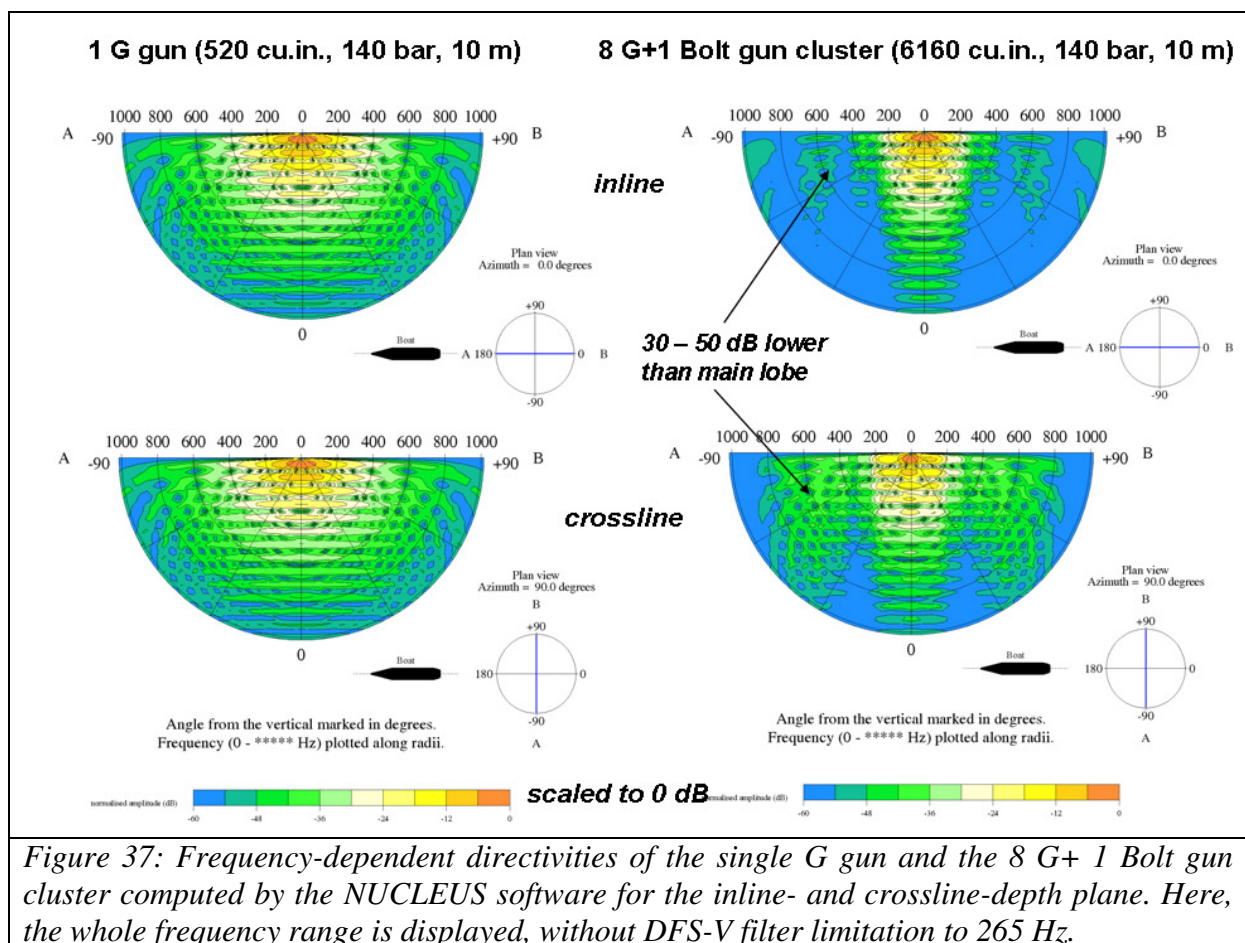 1 G gun (520 cu.in., 140 bar, 10 m)
8 G+1 Bolt gun cluster (6160 cu.in., 140 bar, 10 m)
1000 800 600 400 200 0 200 400 600 800 1000
A -90 +90 B
0
1000 800 600 400 200 0 200 400 600 800 1000
A -90 +90 B
0
inline
Plan view
Azimuth = 0.0 degrees
+90
Boat
A 180 0 B
-90
Plan view
Azimuth = 0.0 degrees
+90
Boat
A 180 0 B
-90
30 – 50 dB lower
than main lobe
1000 800 600 400 200 0 200 400 600 800 1000
A -90 +90 B
0
1000 800 600 400 200 0 200 400 600 800 1000
A -90 +90 B
0
crossline
Plan view
Azimuth = 90.0 degrees
B
+90
Boat
180 0
-90
A
Plan view
Azimuth = 90.0 degrees
B
+90
Boat
180 0
-90
A
Angle from the vertical marked in degrees.
Frequency (0 - ***** Hz) plotted along radii.
Angle from the vertical marked in degrees.
Frequency (0 - ***** Hz) plotted along radii.
normalised amplitude (dB)
-60 -48 -36 -24 -12 0
scaled to 0 dB
malised amplitude (dB)
-60 -48 -36 -24 -12 0
Figure 37: Frequency-dependent directivities of the single G gun and the 8 G+ 1 Bolt gun
cluster computed by the NUCLEUS software for the inline- and crossline-depth plane. Here,
the whole frequency range is displayed, without DFS-V filter limitation to 265 Hz.